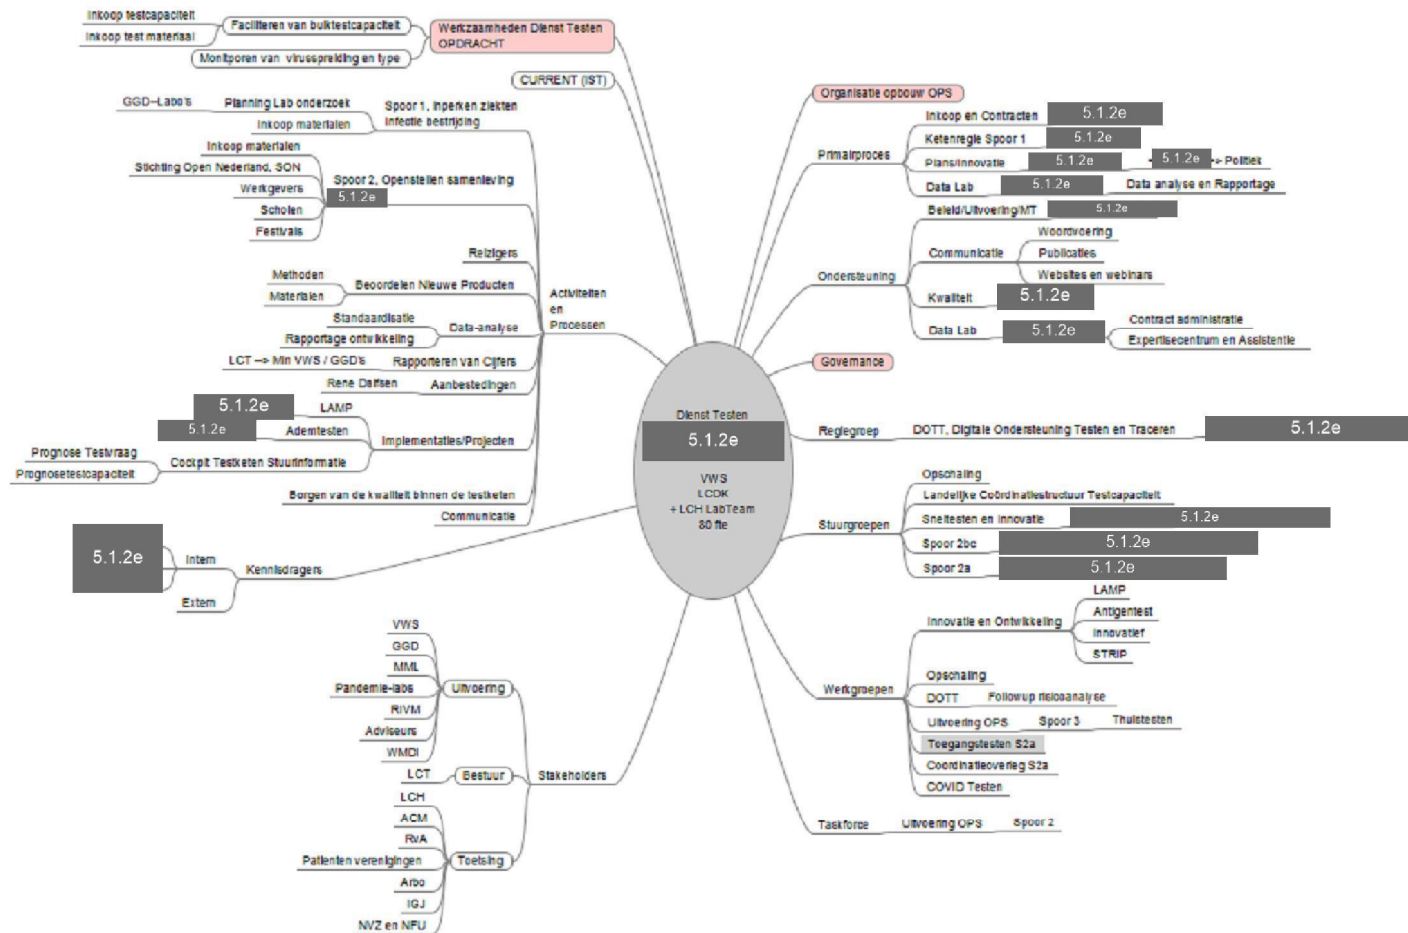 Inkoop testcapaciteit
Inkoop test materiaal
Faciliteren van bulktestcapaciteit
Monitporen van virusspreiding en type
Werkzaamheden Dienst Testen
OPDRACHT
CURRENT (IST)
GGD-Labo's
Planning Lab onderzoek
Inkoop materialen
Spoor 1, Inperken ziekten
Infectie bestrijding
Inkoop materialen
Stichting Open Nederland, SON
Werkgevers
Scholen
Festivals
Spoor 2, Openstellen samenleving
5.1.2e
Reizigers
Methoden
Materialen
Beoordelen Nieuwe Producten
Standaardisatie
Rapportage ontwikkeling
Data-analyse
LCT --> Min VWS / GGD's
Rapporteren van Cijfers
Rene Darfsen
Aanbestedingen
5.1.2e
LAMP
5.1.2e
Ademtesten
Prognose Testvraag
Prognosetestcapaciteit
Cockpit Testketen Stuurinformatie
Implementaties/Projecten
Borgen van de kwaliteit binnen de testketen
Communicatie
Activiteiten
en
Processen
5.1.2e
Intern
Extern
Kennisdragers
VWS
GGD
MML
Pandemie-labs
RIVM
Adviseurs
WMDI
Uitvoering
LCT
Bestuur
LCH
ACM
RvA
Patienten verenigingen
Arbo
IGJ
NVZ en NFU
Toetsing
Stakeholders
Dienst Testen
5.1.2e
VWS
LCDK
+ LCH LabTeam
80 fte
Organisatie opbouw OPS
Primairproces
Inkoop en Contracten
5.1.2e
Ketenregie Spoor 1
5.1.2e
Plans/innovatie
5.1.2e
5.1.2e
--> Politiek
Data Lab
5.1.2e
Data analyse en Rapportage
Ondersteuning
Beleid/Uitvoering/MT
5.1.2e
Communicatie
Woordvoering
Publicaties
Websites en webinars
Kwaliteit
5.1.2e
Data Lab
5.1.2e
Contract administratie
Expertisecentrum en Assistentie
Governance
Regiegroep
DOTT, Digitale Ondersteuning Testen en Traceren
5.1.2e
Stuurgroepen
Opschaling
Landelijke Coördinatiestructuur Testcapaciteit
Sneltesten en Innovatie
5.1.2e
Spoor 2bc
5.1.2e
Spoor 2a
5.1.2e
Werkgroepen
Innovatie en Ontwikkeling
LAMP
Antigentest
Innovatief
STRIP
Opschaling
DOTT
Followup risicoanalyse
Uitvoering OPS
Spoor 3
Thuistesten
Toegangstesten S2a
Coordinatieoverleg S2a
COVID Testen
Taskforce
Uitvoering OPS
Spoor 2